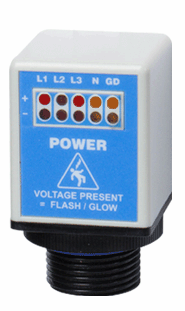 L1 L2 L3 N GD
+
−
POWER
VOLTAGE PRESENT
= FLASH / GLOW